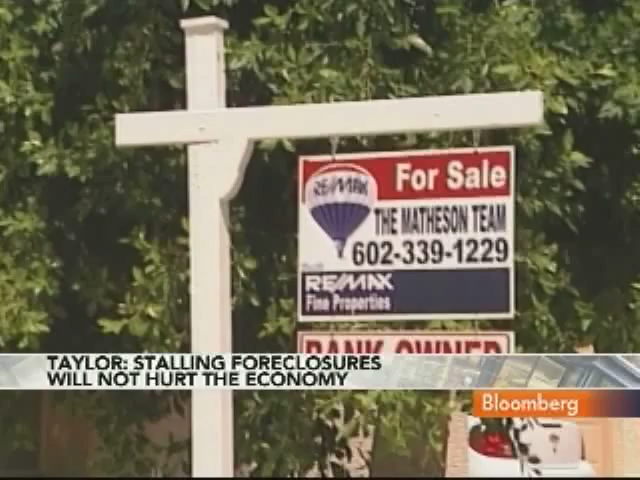 RE/MAX
For Sale
THE MATHESON TEAM
602-339-1229
RE/MAX
Fine Properties
BANK OWNED
TAYLOR: STALLING FORECLOSURES
WILL NOT HURT THE ECONOMY
Bloomberg